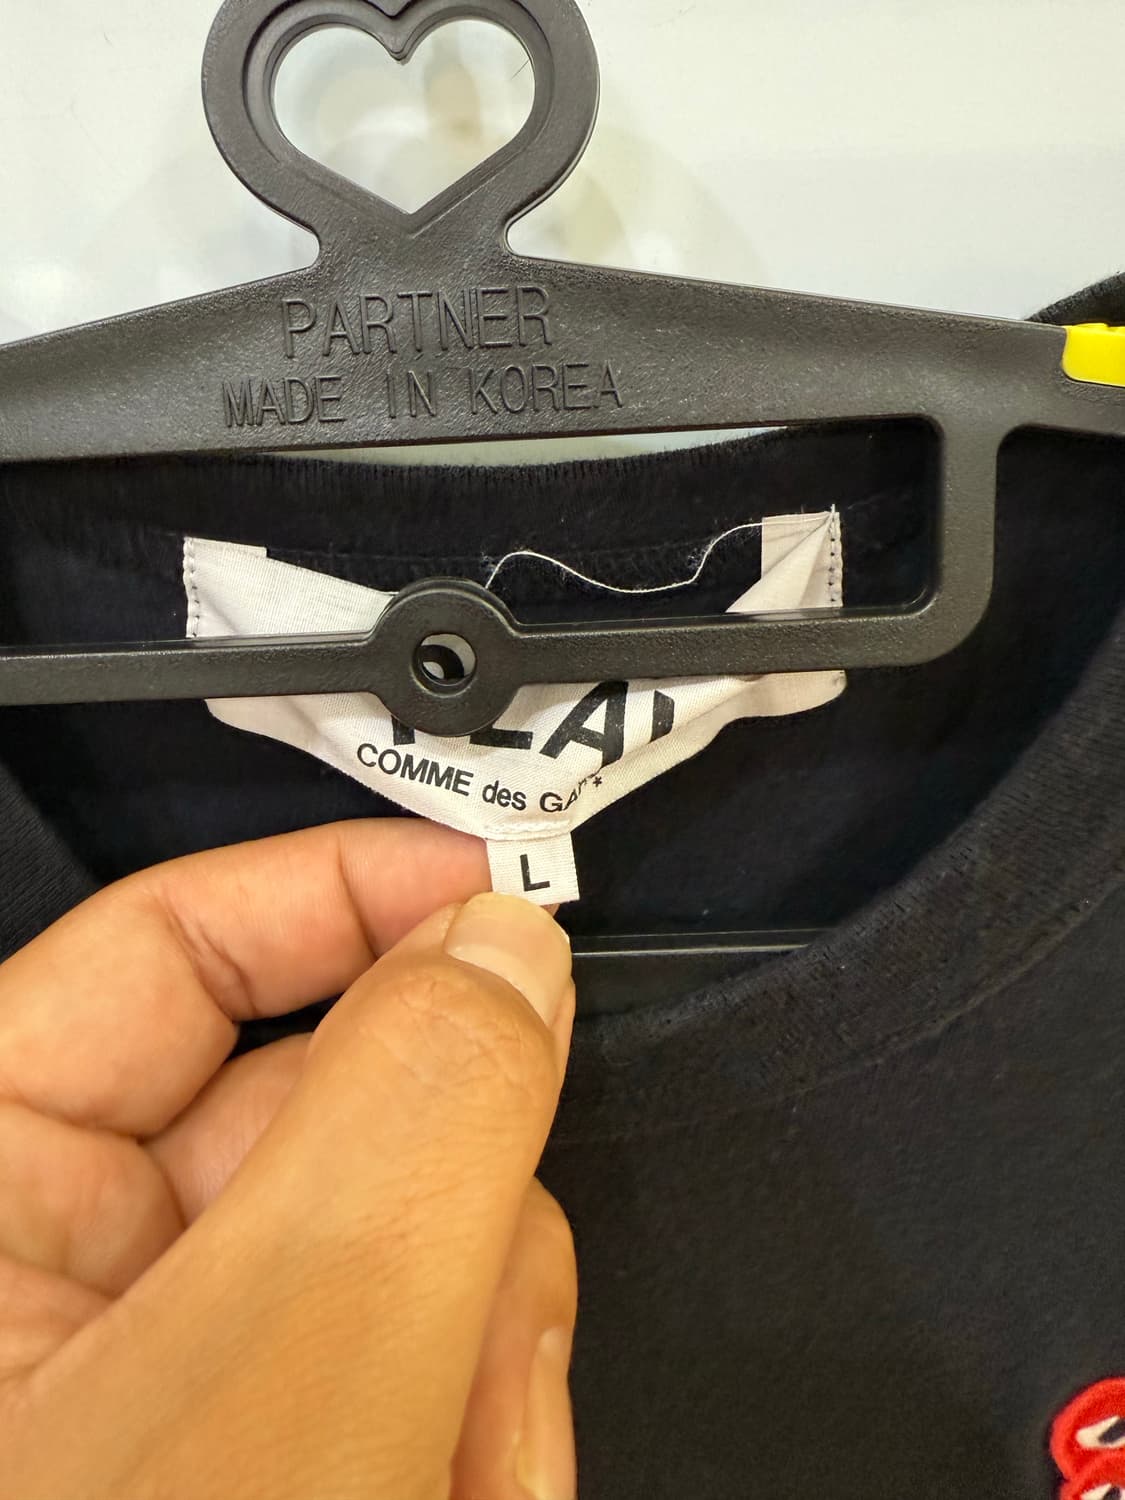 PARTNER
MADE IN KOREA
COMME des
L